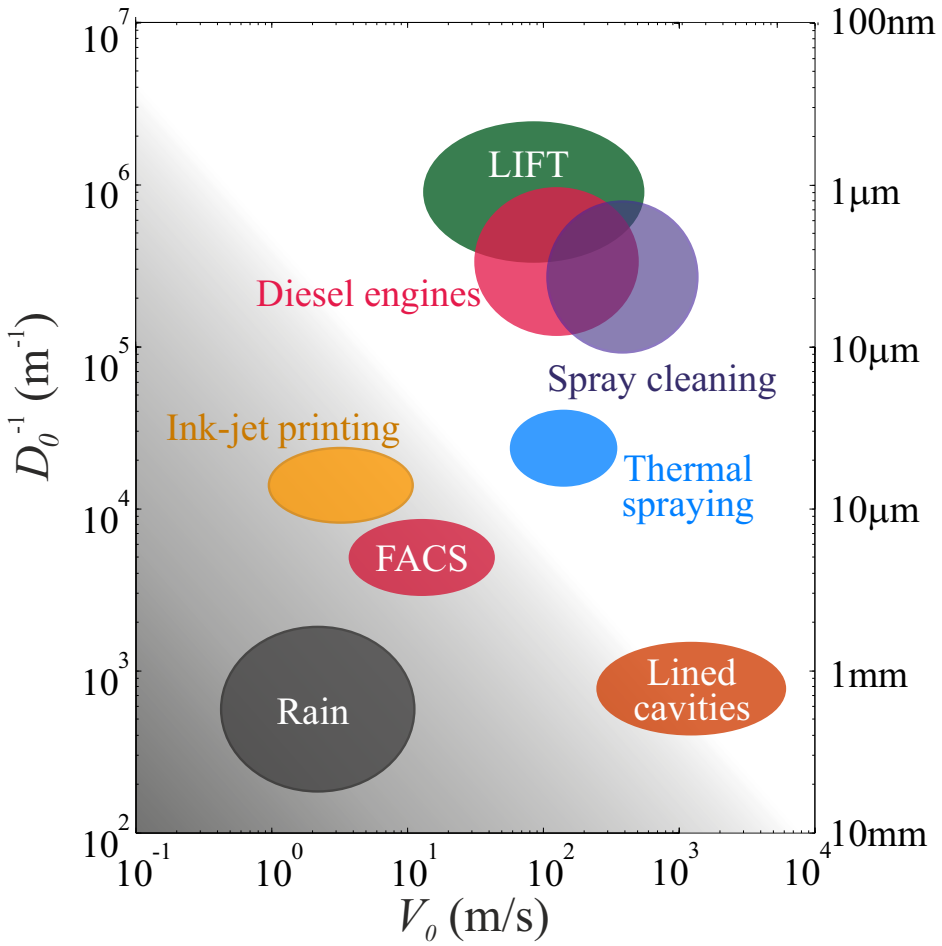 10^7
100nm
LIFT
10^6
1μm
Diesel engines
10^5
10μm
Spray cleaning
D_0^-1 (m^-1)
Ink-jet printing
Thermal
spraying
10^4
10μm
FACS
10^3
1mm
Lined
cavities
Rain
10^2
10mm
10^-1
10^0
10^1
10^2
10^3
10^4
V_0 (m/s)